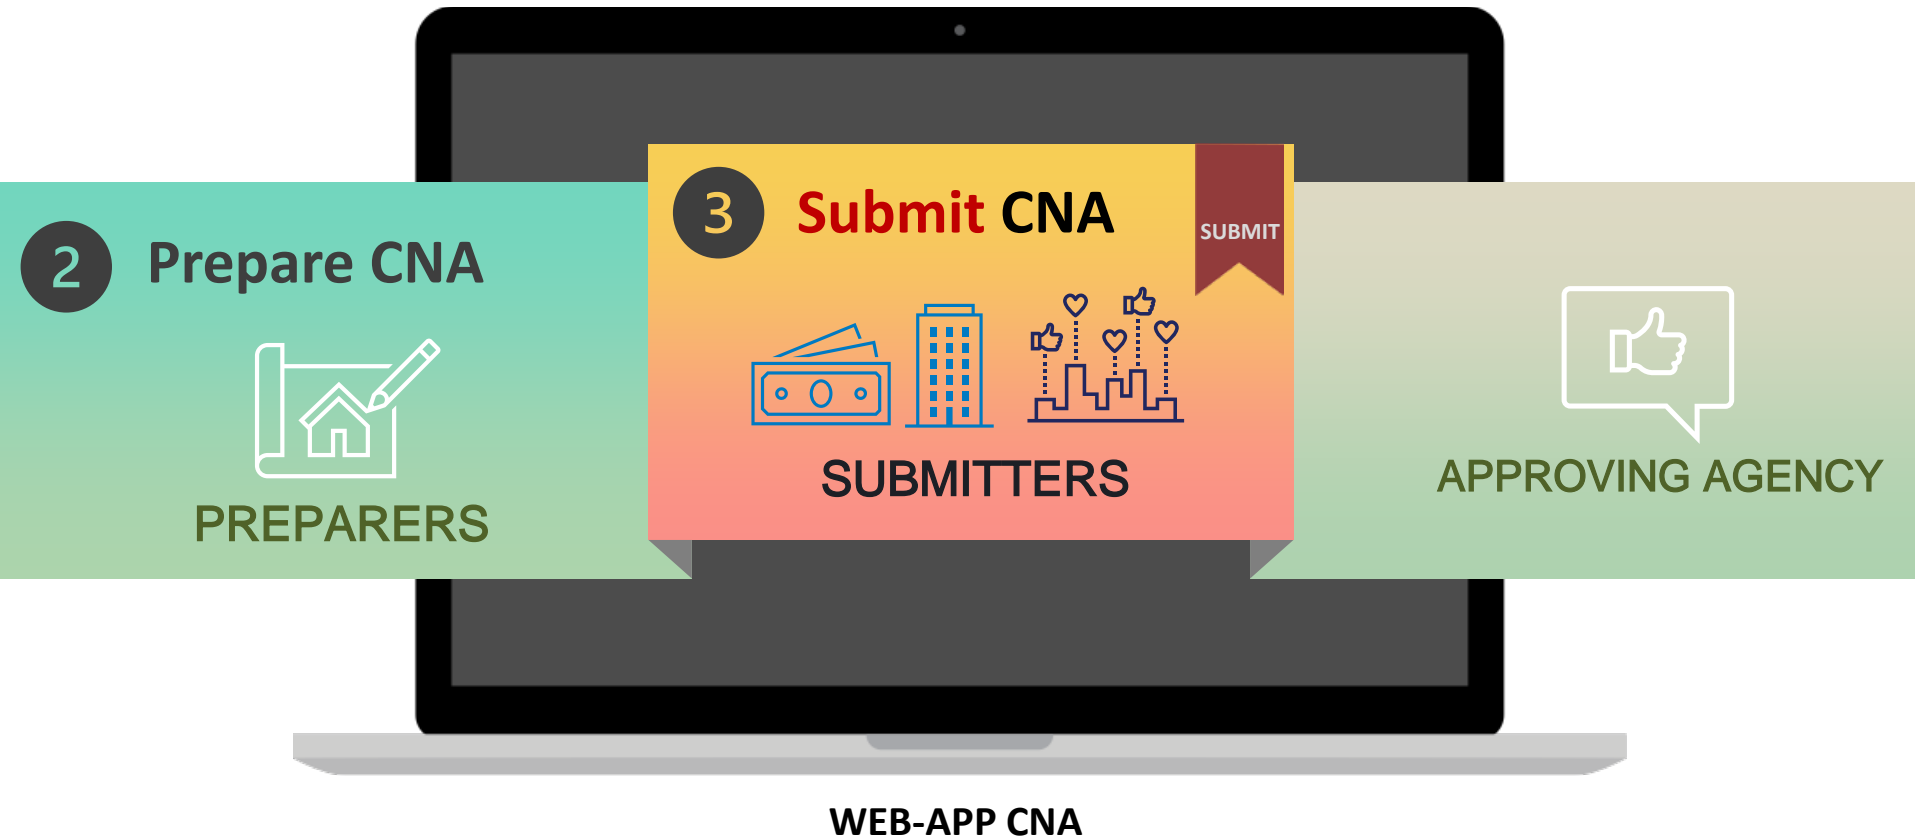 2 Prepare CNA
PREPARERS
3 Submit CNA
SUBMIT
SUBMITTERS
APPROVING AGENCY
WEB-APP CNA